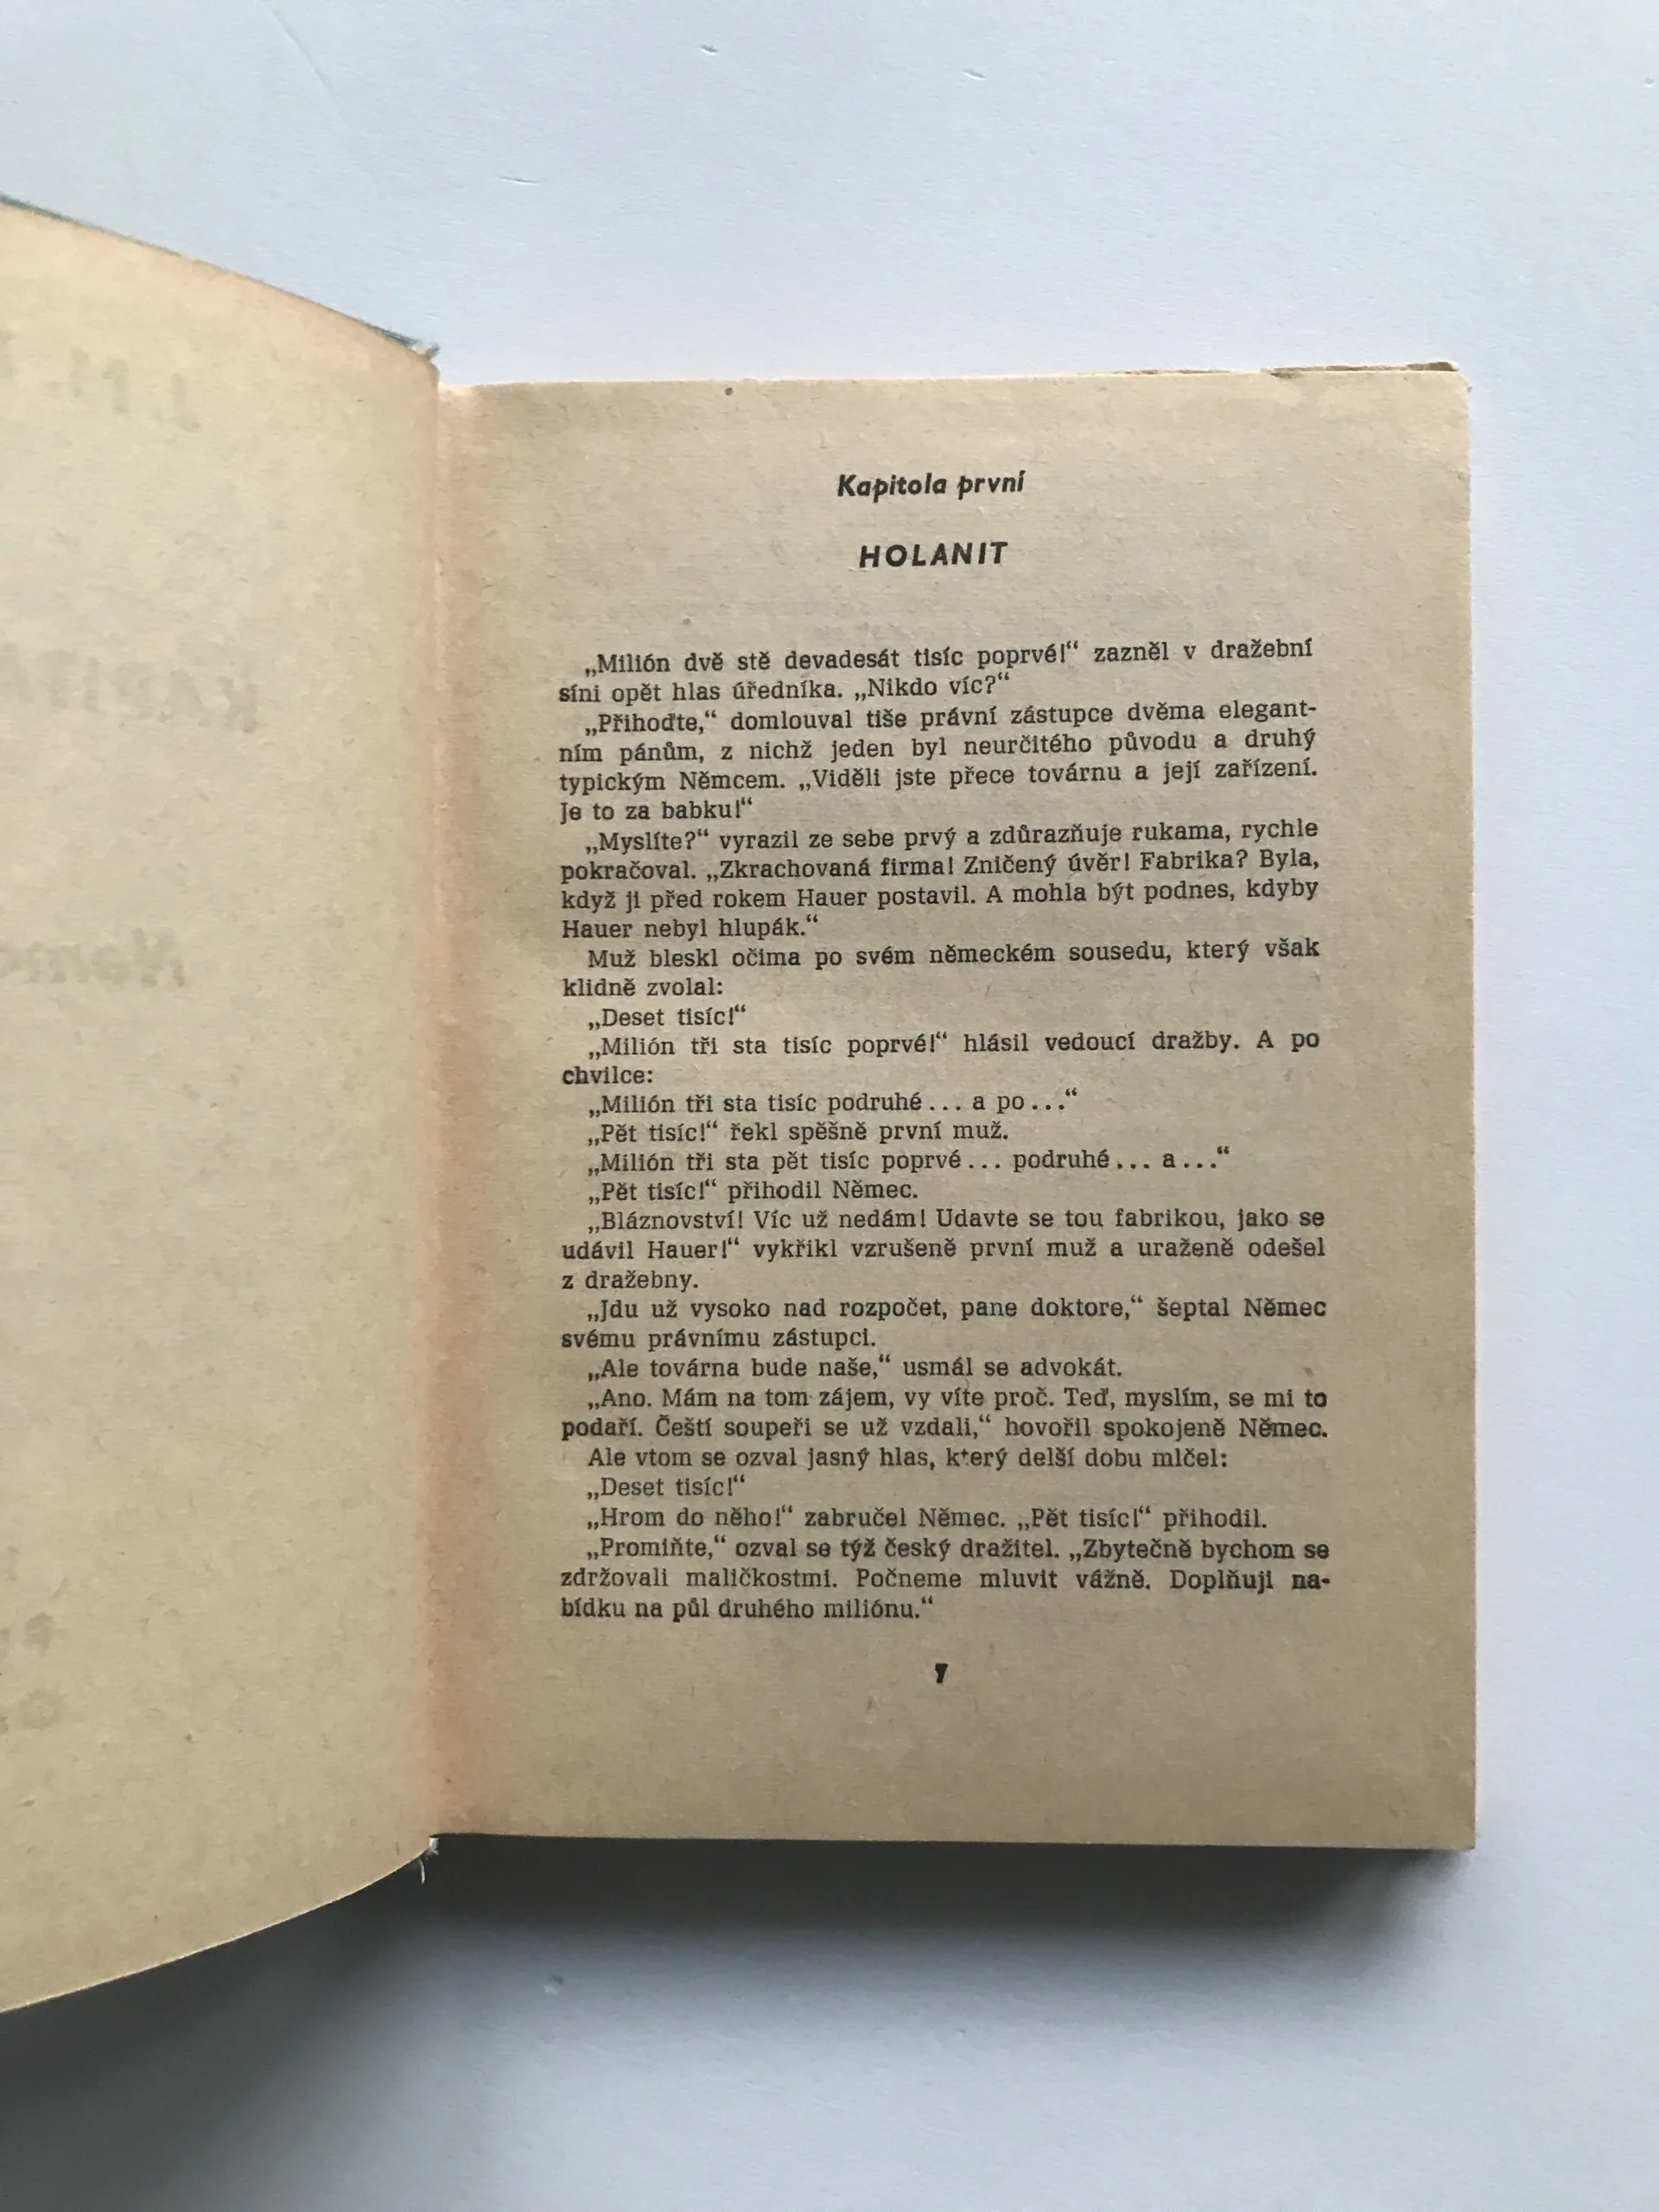 Kapitola první
HOLANIT
„Milión dvě stě devadesát tisíc poprvé!“ zazněl v dražební
síni opět hlas úředníka. „Nikdo víc?“
„Přihoďte,“ domlouval tiše právní zástupce dvěma elegant-
ním pánům, z nichž jeden byl neurčitého původu a druhý
typickým Němcem. „Viděli jste přece továrnu a její zařízení.
Je to za babku!“
„Myslíte?“ vyrazil ze sebe prvý a zdůrazňuje rukama, rychle
pokračoval. „Zkrachovaná firma! Zničený úvěr! Fabrika? Byla,
když ji před rokem Hauer postavil. A mohla být podnes, kdyby
Hauer nebyl hlupák.“
Muž bleskl očima po svém německém sousedu, který však
klidně zvolal:
„Deset tisíc!“
„Milión tři sta tisíc poprvé!“ hlásil vedoucí dražby. A po
chvilce:
„Milión tři sta tisíc podruhé... a po...“
„Pět tisíc!“ řekl spěšně první muž.
„Milión tři sta pět tisíc poprvé... podruhé... a...“
„Pět tisíc!“ přihodil Němec.
„Bláznovství! Víc už nedám! Udavte se tou fabrikou, jako se
udávil Hauer!“ vykřikl vzrušeně první muž a uraženě odešel
z dražebny.
„Jdu už vysoko nad rozpočet, pane doktore,“ šeptal Němec
svému právnímu zástupci.
„Ale továrna bude naše,“ usmál se advokát.
„Ano. Mám na tom zájem, vy víte proč. Teď, myslím, se mi to
podaří. Čeští soupeři se už vzdali,“ hovořil spokojeně Němec.
Ale vtom se ozval jasný hlas, který delší dobu mlčel:
„Deset tisíc!“
„Hrom do něho!“ zabručel Němec. „Pět tisíc!“ přihodil.
„Promiňte,“ ozval se týž český dražitel. „Zbytečně bychom se
zdržovali maličkostmi. Počneme mluvit vážně. Doplňuji na-
bídku na půl druhého miliónu.“
7